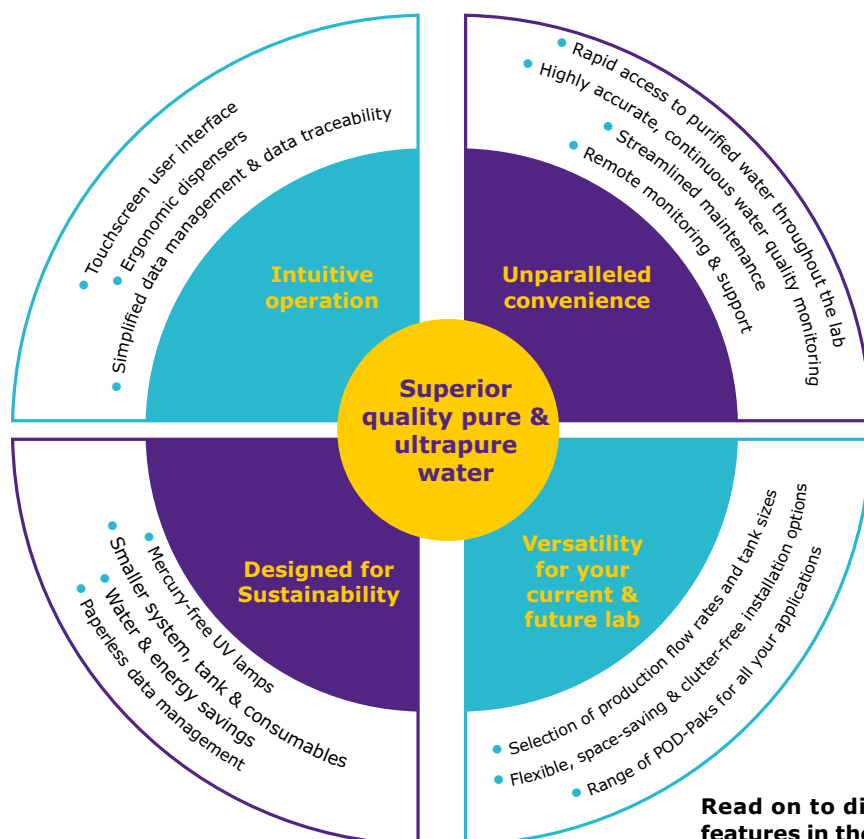 Touchscreen user interface
Ergonomic dispensers
Simplified data management & data traceability
Intuitive
operation
Rapid access to purified water throughout the lab
Highly accurate, continuous water quality monitoring
Streamlined maintenance
Remote monitoring & support
Unparalleled
convenience
Superior
quality pure &
ultrapure
water
Designed for
Sustainability
Mercury-free UV lamps
Smaller system, tank & consumables
Water & energy savings
Paperless data management
Versatility
for your
current &
future lab
Selection of production flow rates and tank sizes
Flexible, space-saving & clutter-free installation options
Range of POD-Paks for all your applications
Read on to di
features in the